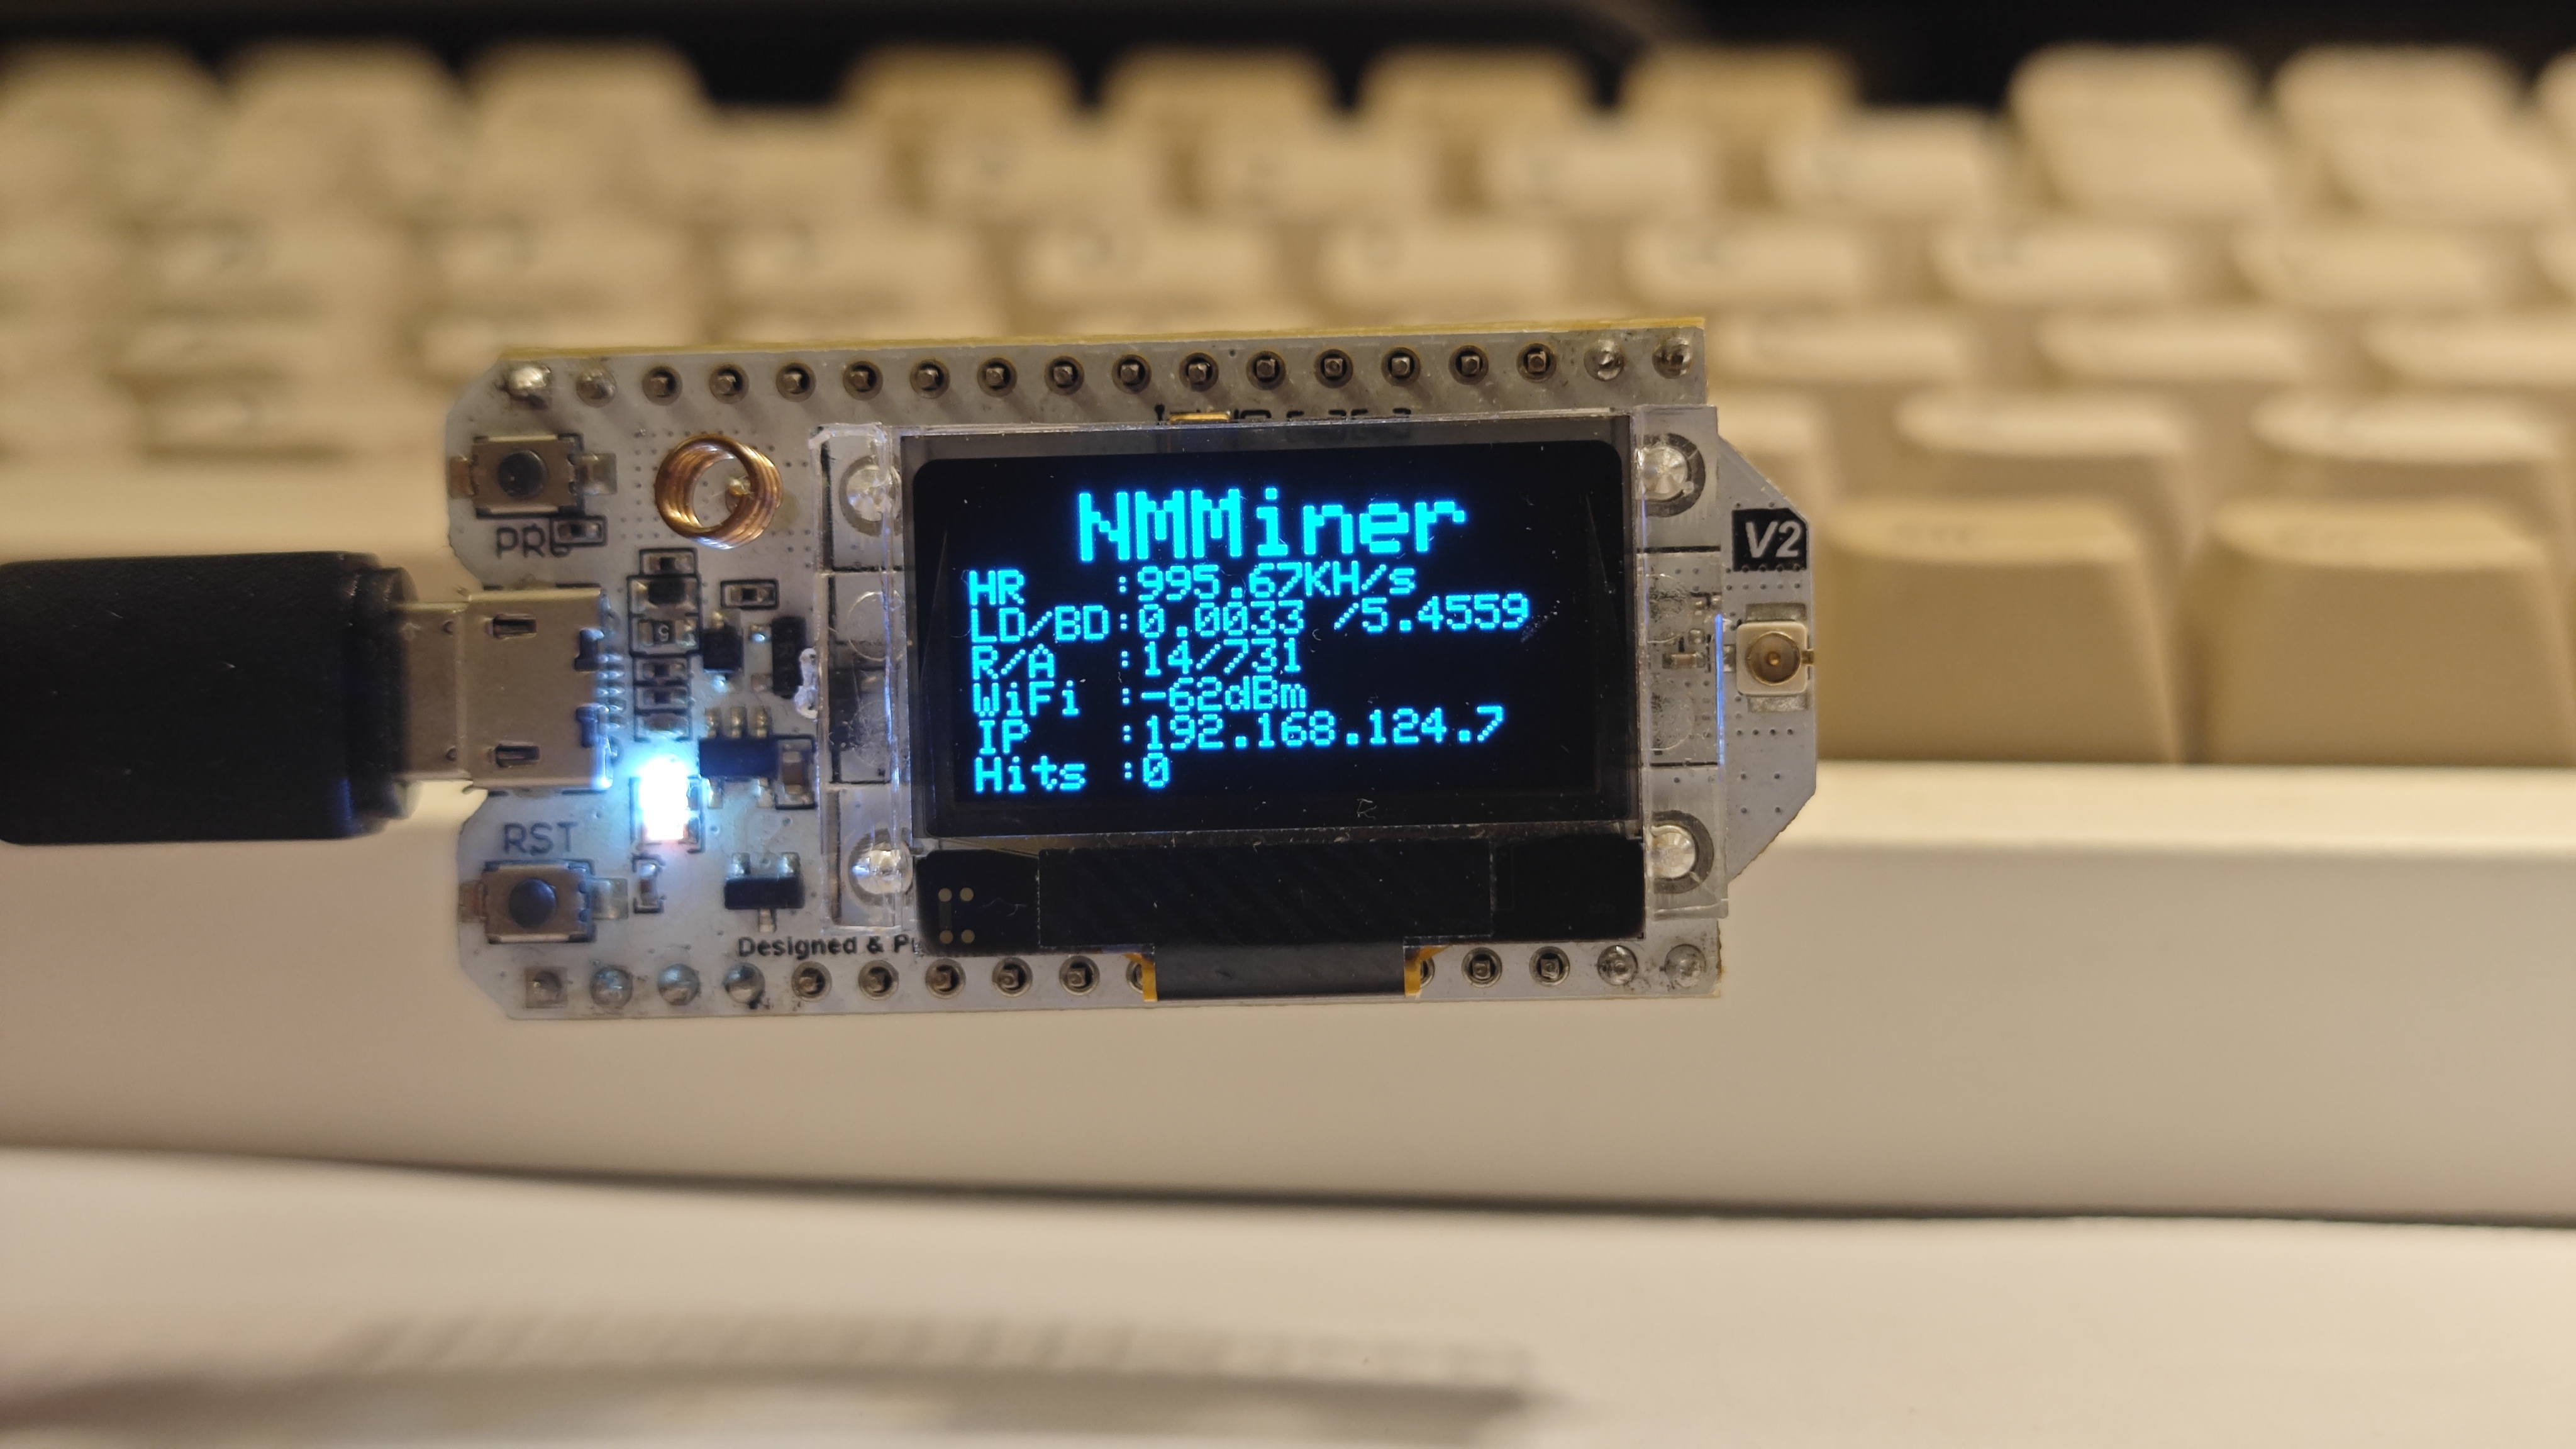 NMMiner
HR :995.67KH/s
LD/BD:0.0033 /5.4559
R/A :14/731
WiFi :-62dBm
IP :192.168.124.7
Hits :0
V2
RST
Designed &